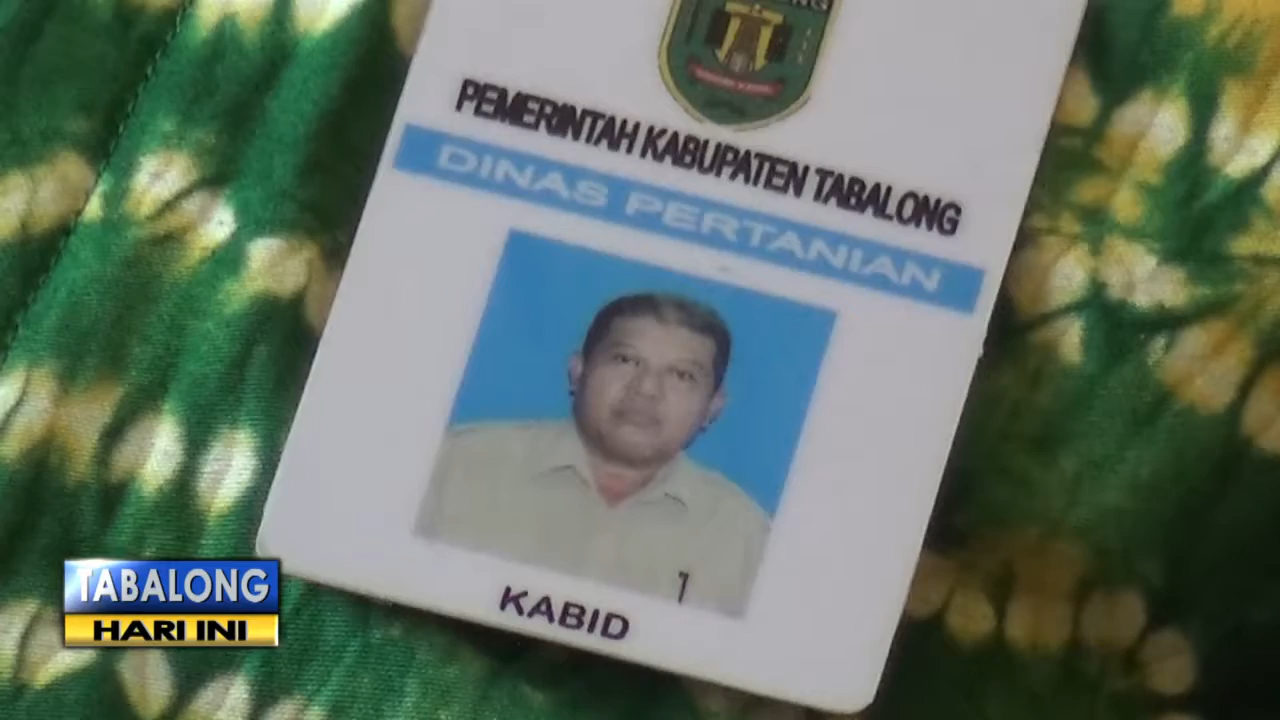 PEMERINTAH KABUPATEN TABALONG
DINAS PERTANIAN
KABID
TABALONG
HARI INI